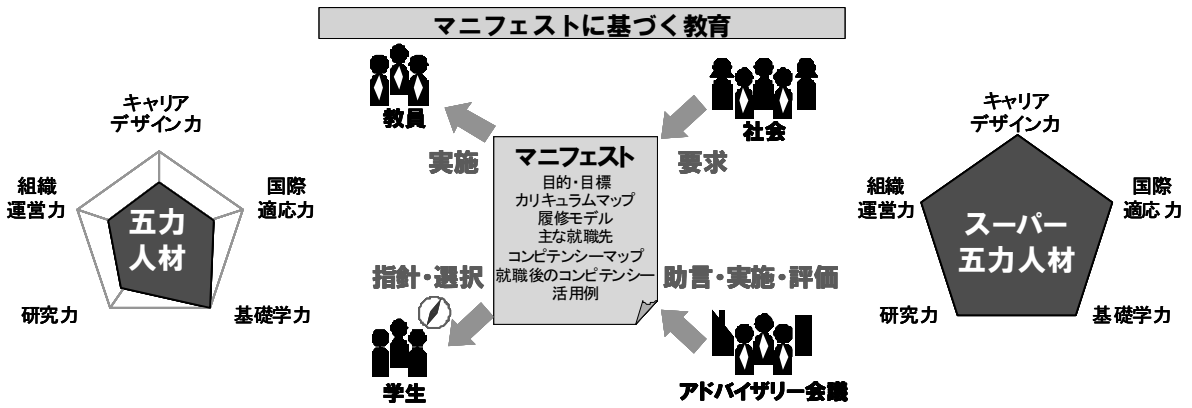 マニフェストに基づく教育
キャリア
デザイン力
組織
運営力
国際
適応力
五力
人材
研究力
基礎学力
教員
実施
社会
要求
マニフェスト
目的・目標
カリキュラムマップ
履修モデル
主な就職先
コンピテンシーマップ
就職後のコンピテンシー
活用例
指針・選択
学生
助言・実施・評価
アドバイザリー会議
キャリア
デザイン力
組織
運営力
国際
適応力
スーパー
五力人材
研究力
基礎学力